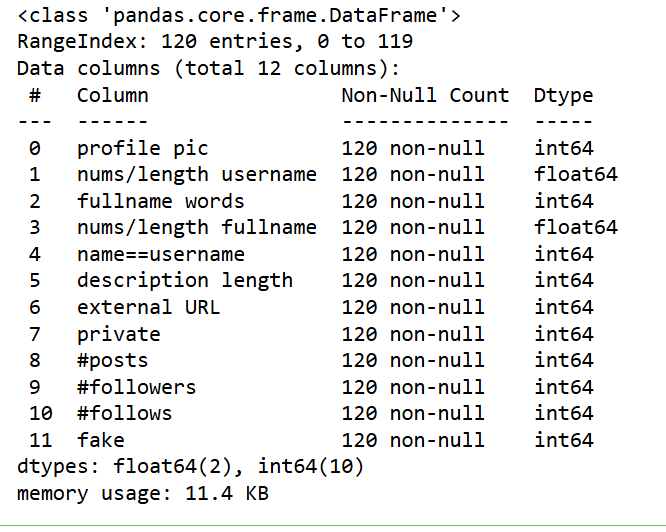 <class 'pandas.core.frame.DataFrame'>
RangeIndex: 120 entries, 0 to 119
Data columns (total 12 columns):
 #   Column                Non-Null Count  Dtype
---  ------                --------------  -----
 0   profile pic           120 non-null    int64
 1   nums/length username  120 non-null    float64
 2   fullname words        120 non-null    int64
 3   nums/length fullname  120 non-null    float64
 4   name==username        120 non-null    int64
 5   description length    120 non-null    int64
 6   external URL          120 non-null    int64
 7   private               120 non-null    int64
 8   #posts                120 non-null    int64
 9   #followers            120 non-null    int64
 10  #follows              120 non-null    int64
 11  fake                  120 non-null    int64
dtypes: float64(2), int64(10)
memory usage: 11.4 KB